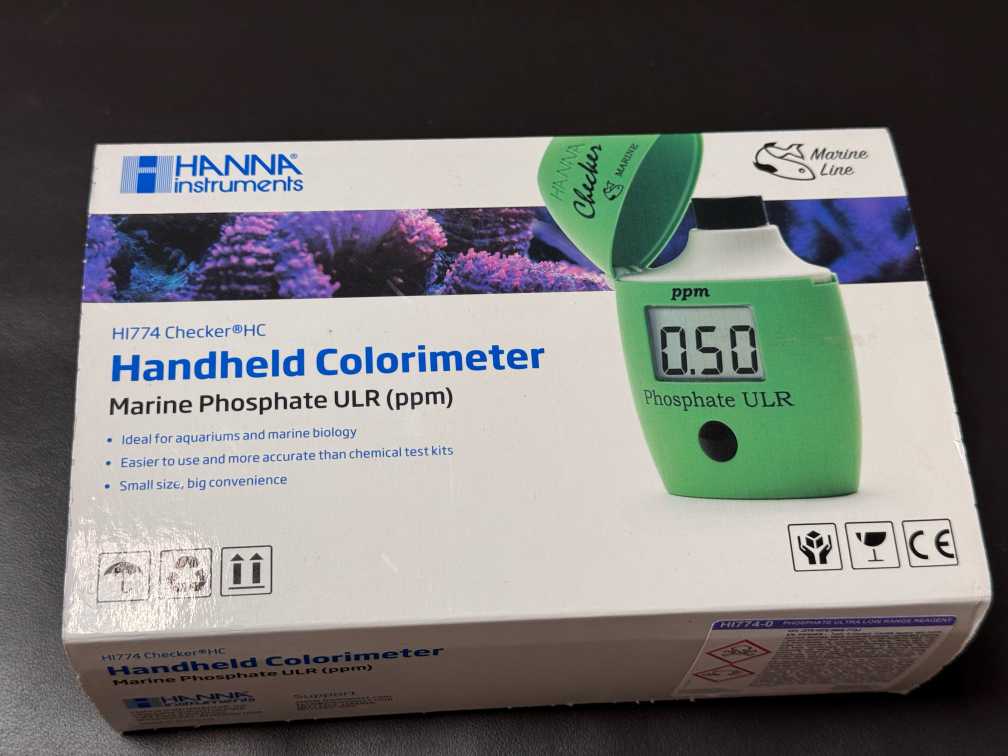 HANNA®
instruments
HANNA
Checker
MARINE
Marine
Line
ppm
0.50
Phosphate ULR
HI774 Checker®HC
Handheld Colorimeter
Marine Phosphate ULR (ppm)
• Ideal for aquariums and marine biology
• Easier to use and more accurate than chemical test kits
• Small size, big convenience
CE
HI774 Checker®HC
Handheld Colorimeter
Marine Phosphate ULR (ppm)
HANNA
instruments
Support
HI774-0 PHOSPHATE ULTRA LOW RANGE REAGENT